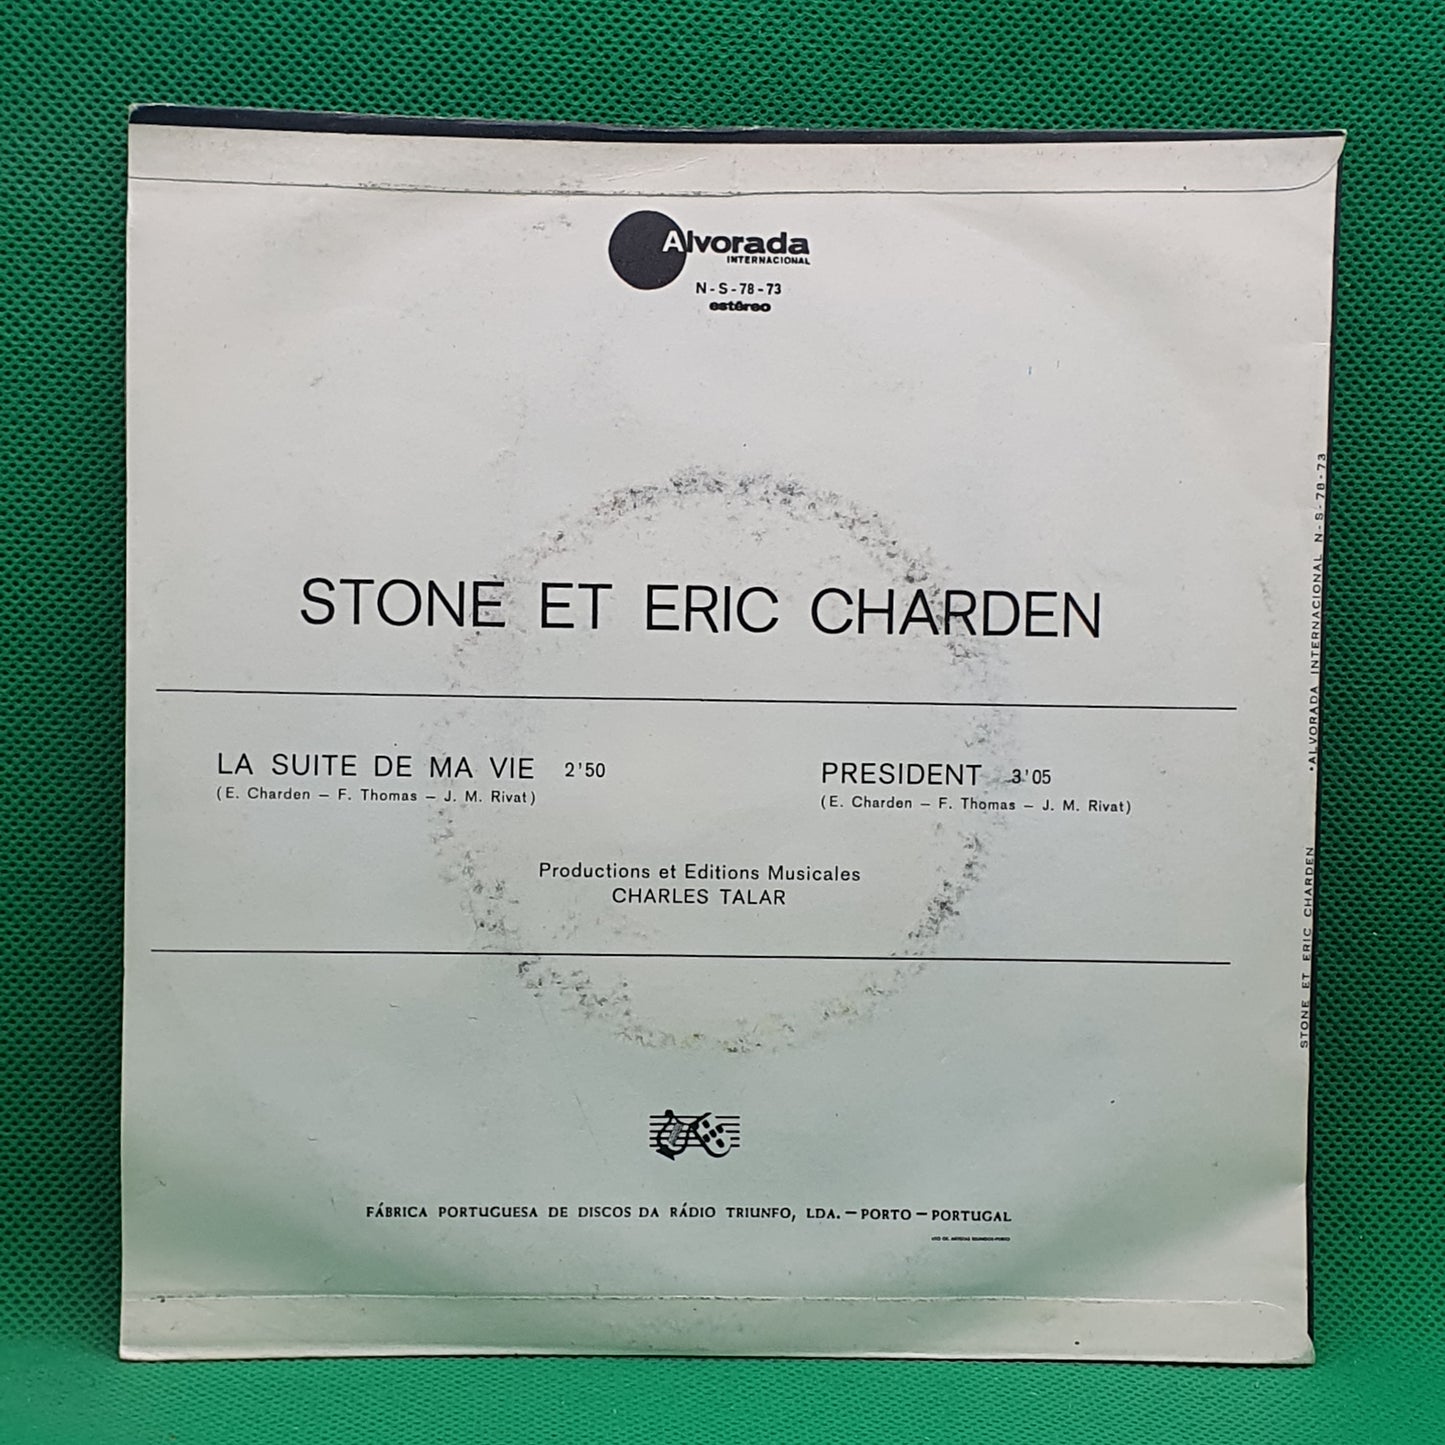 Alvorada
INTERNACIONAL
N-S-78-73
estéreo
STONE ET ERIC CHARDEN
LA SUITE DE MA VIE 2'50
(E. Charden – F. Thomas – J. M. Rivat)
PRESIDENT 3'05
(E. Charden – F. Thomas – J. M. Rivat)
Productions et Editions Musicales
CHARLES TALAR
FÁBRICA PORTUGUESA DE DISCOS DA RÁDIO TRIUNFO, LDA. — PORTO — PORTUGAL
STONE ET ERIC CHARDEN •ALVORADA INTERNACIONAL N-S-78-73